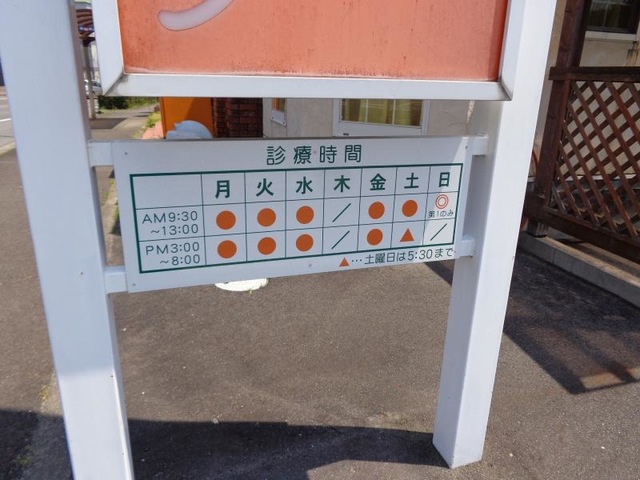 診療時間
月 火 水 木 金 土 日
AM9:30 ～13:00 ● ● ● ／ ● ● ◎ 第1のみ
PM3:00 ～8:00 ● ● ● ／ ● ▲ ／
▲…土曜日は5:30まで